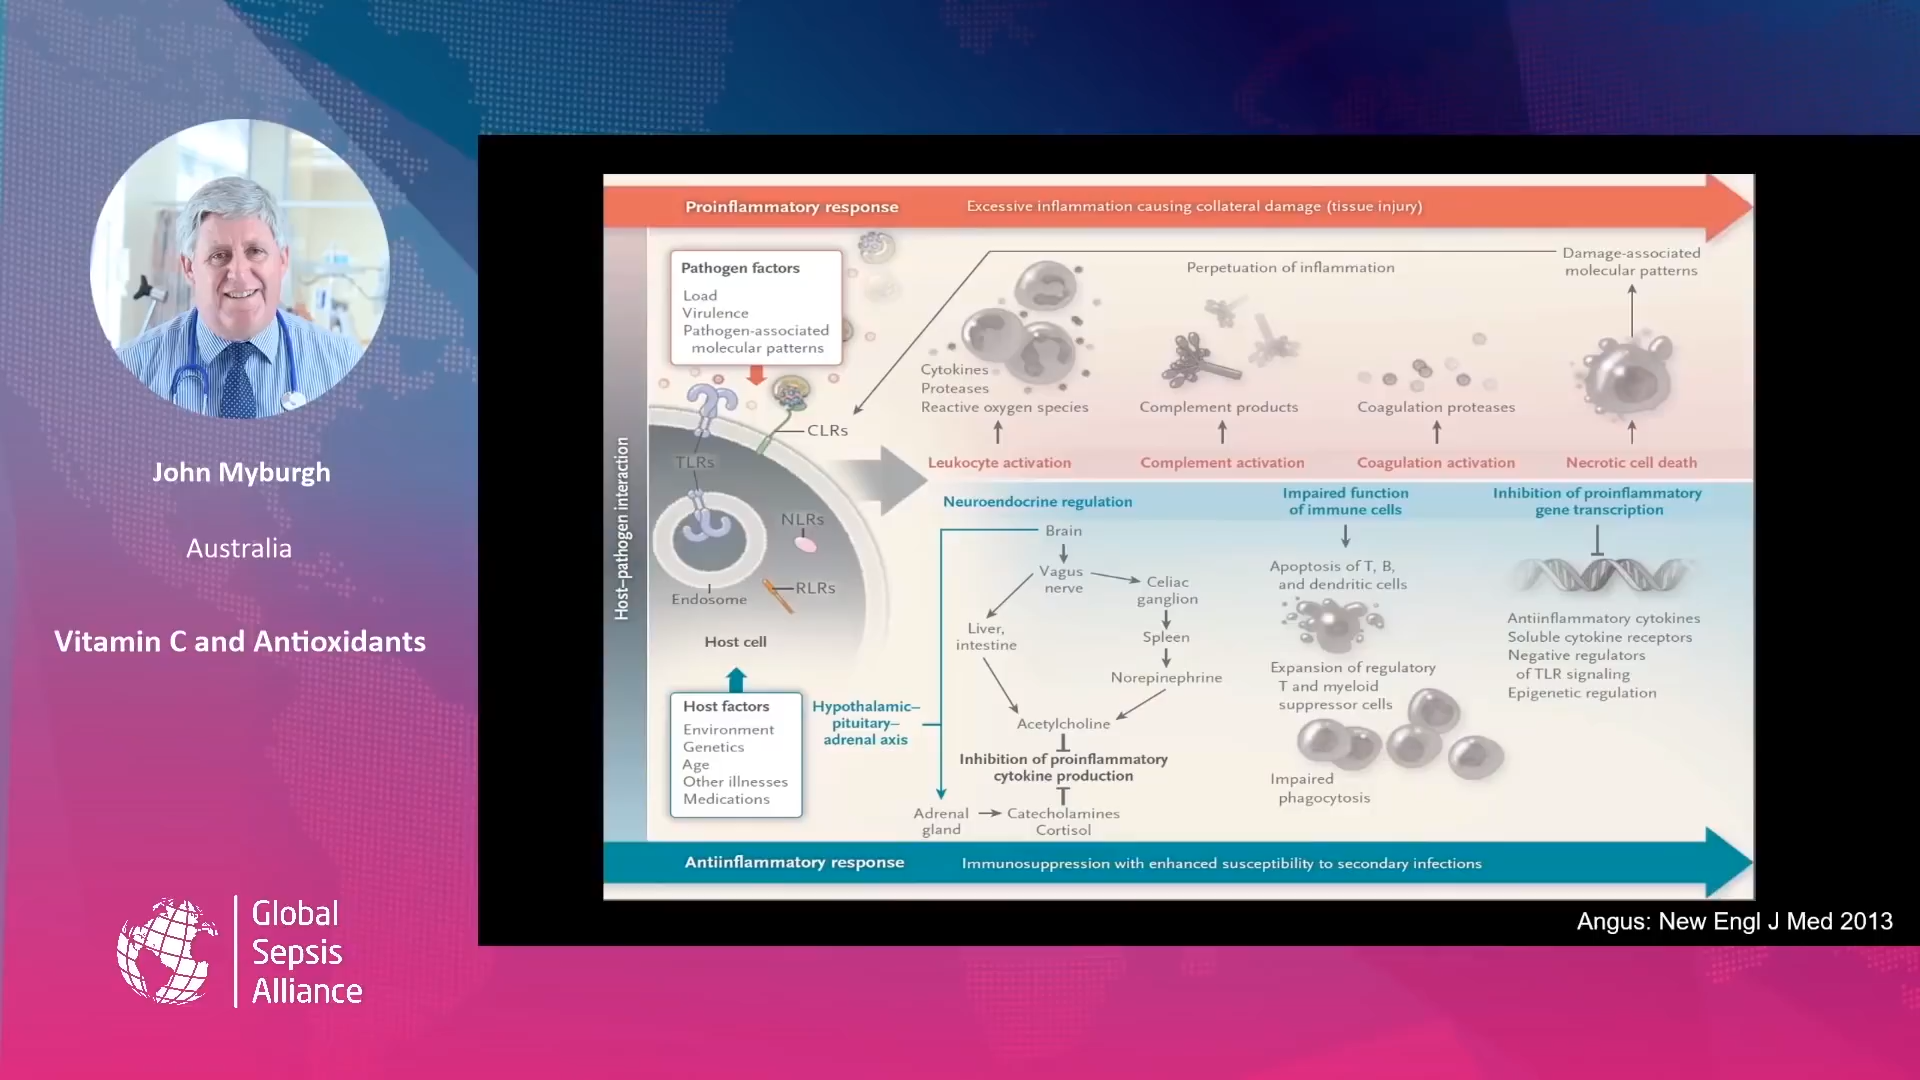 John Myburgh
Australia
Vitamin C and Antioxidants
Global
Sepsis
Alliance
Proinflammatory response
Excessive inflammation causing collateral damage (tissue injury)
Host–pathogen interaction
Pathogen factors
Load
Virulence
Pathogen-associated
molecular patterns
Perpetuation of inflammation
Damage-associated
molecular patterns
CLRs
TLRs
NLRs
RLRs
Endosome
Host cell
Cytokines
Proteases
Reactive oxygen species
Complement products
Coagulation proteases
Leukocyte activation
Complement activation
Coagulation activation
Necrotic cell death
Host factors
Environment
Genetics
Age
Other illnesses
Medications
Neuroendocrine regulation
Brain
Vagus
nerve
Celiac
ganglion
Liver,
intestine
Spleen
Norepinephrine
Hypothalamic–
pituitary–
adrenal axis
Acetylcholine
Inhibition of proinflammatory
cytokine production
Adrenal
gland
Catecholamines
Cortisol
Impaired function
of immune cells
Apoptosis of T, B,
and dendritic cells
Expansion of regulatory
T and myeloid
suppressor cells
Impaired
phagocytosis
Inhibition of proinflammatory
gene transcription
Antiinflammatory cytokines
Soluble cytokine receptors
Negative regulators
of TLR signaling
Epigenetic regulation
Antiinflammatory response
Immunosuppression with enhanced susceptibility to secondary infections
Angus: New Engl J Med 2013